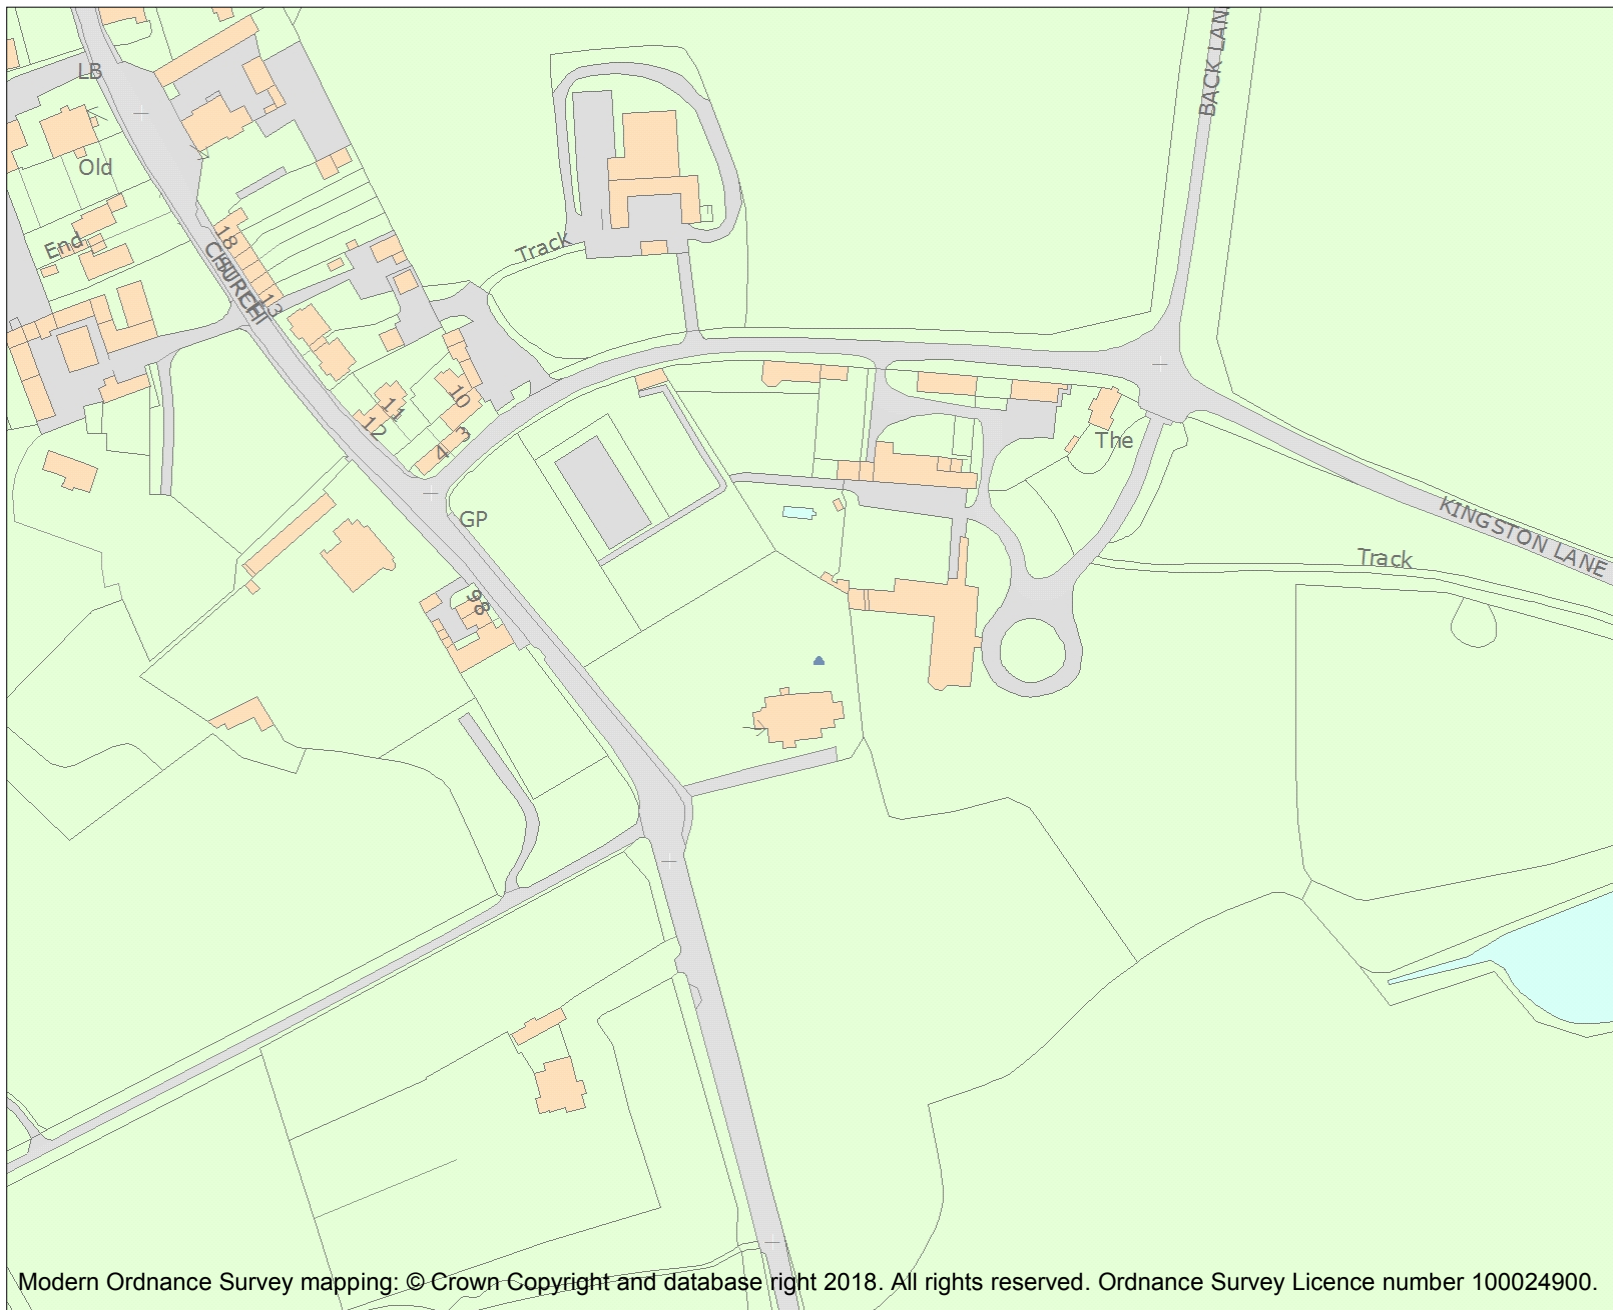 BACK LANE
LB
Old
18
End
Track
CHURCH
STREET
13
10
11
12
3
4
The
GP
KINGSTON LANE
Track
98
Modern Ordnance Survey mapping: © Crown Copyright and database right 2018. All rights reserved. Ordnance Survey Licence number 100024900.